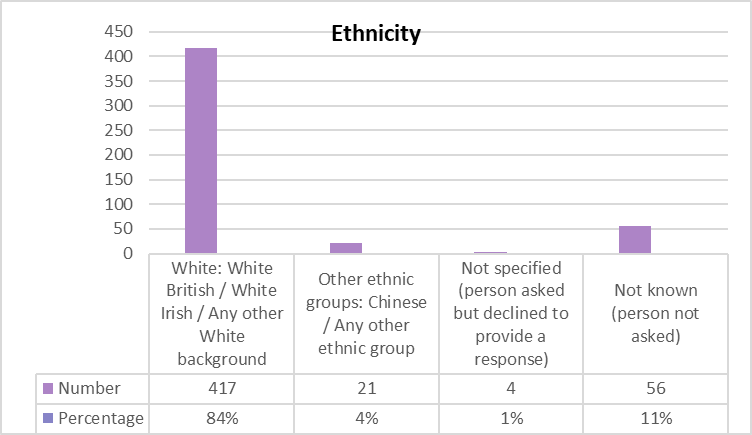 Ethnicity
450
400
350
300
250
200
150
100
50
0
White: White
British / White
Irish / Any other
White
background
Other ethnic
groups: Chinese
/ Any other
ethnic group
Not specified
(person asked
but declined to
provide a
response)
Not known
(person not
asked)
Number 417 21 4 56
Percentage 84% 4% 1% 11%